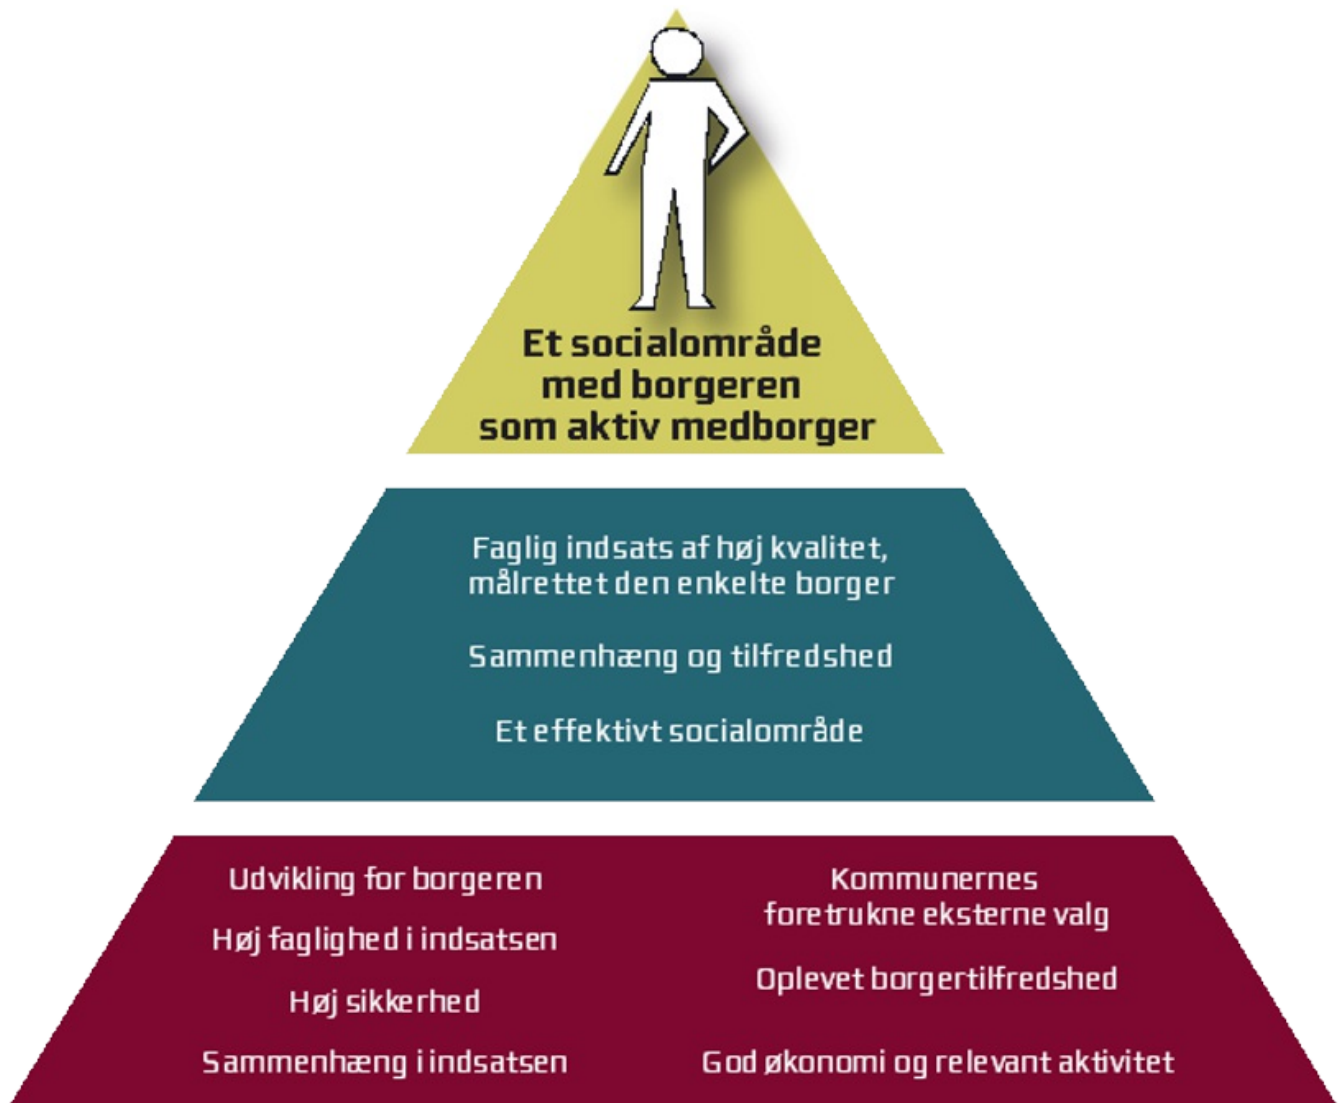 Et socialområde
med borgeren
som aktiv medborger
Faglig indsats af høj kvalitet,
målrettet den enkelte borger
Sammenhæng og tilfredshed
Et effektivt socialområde
Udvikling for borgeren
Høj faglighed i indsatsen
Høj sikkerhed
Sammenhæng i indsatsen
Kommunernes
foretrukne eksterne valg
Oplevet borgertilfredshed
God økonomi og relevant aktivitet